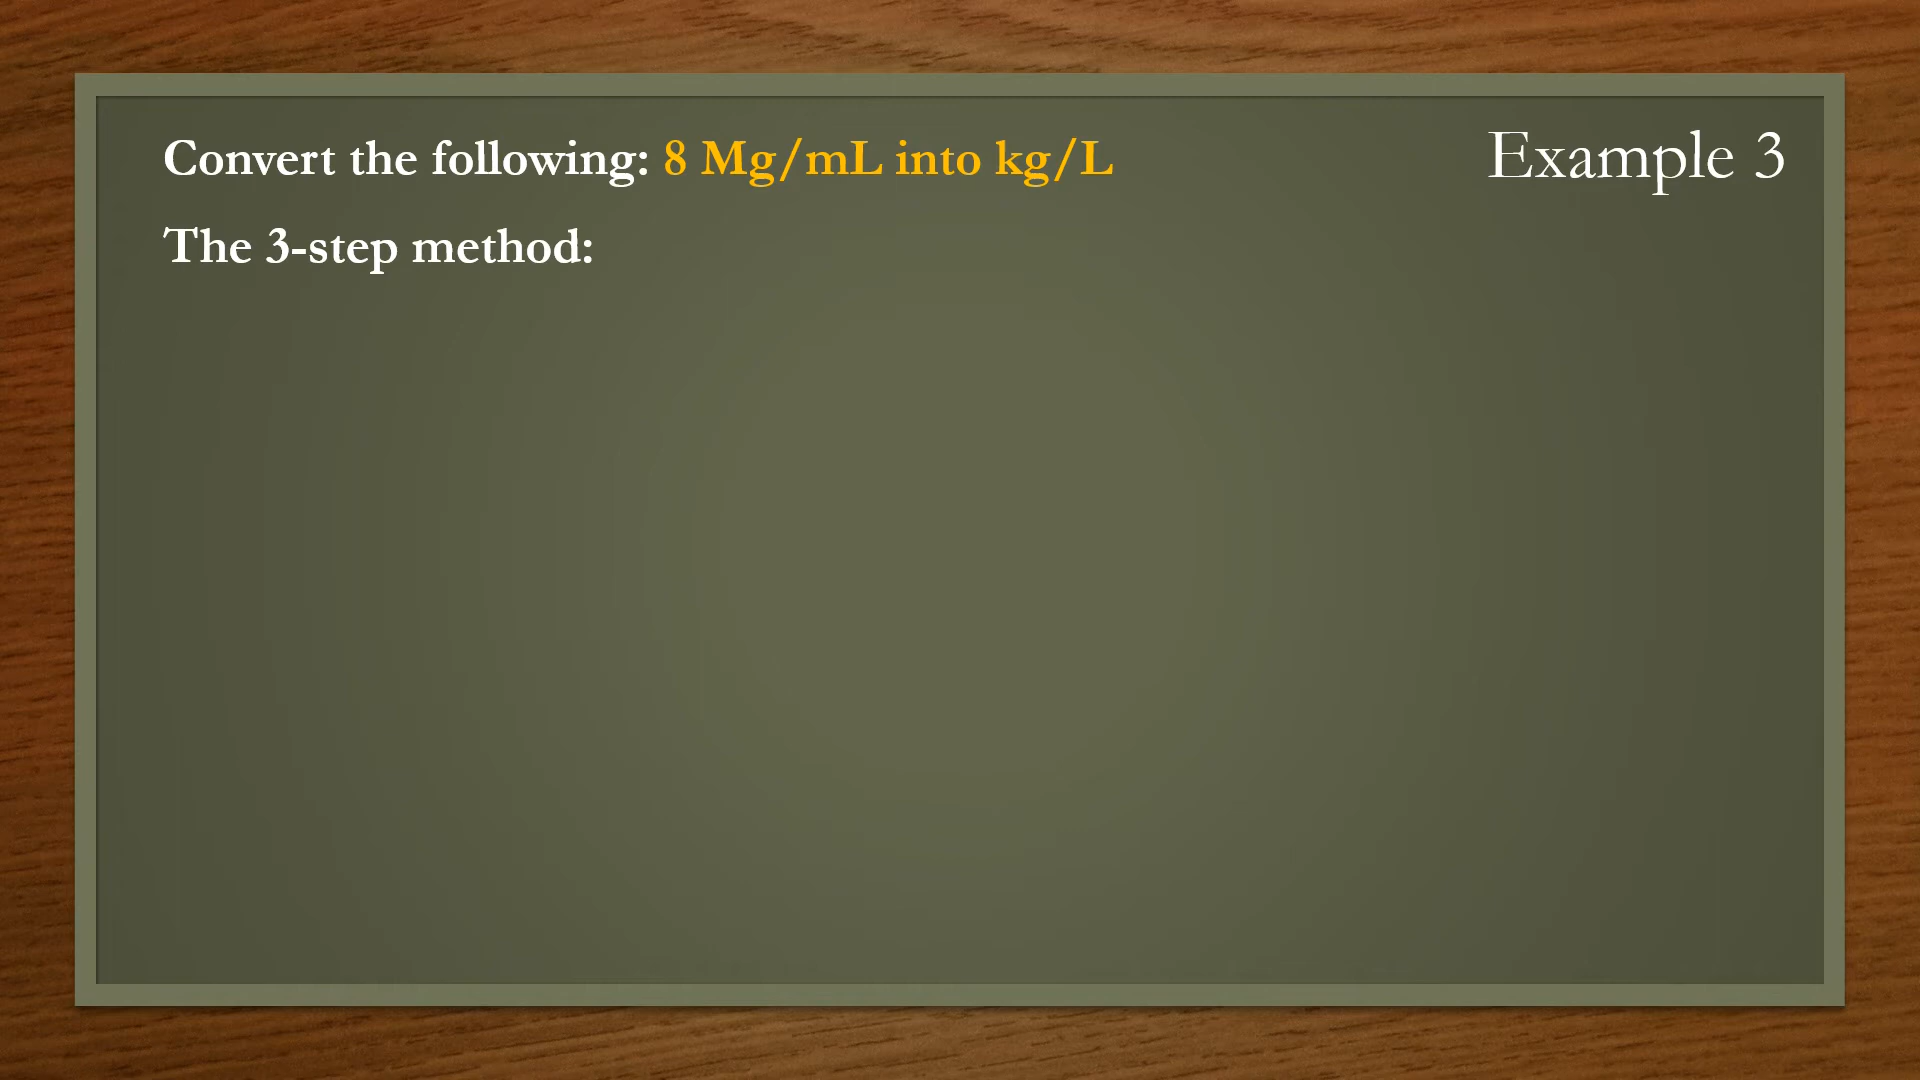 Convert the following: 8 Mg/mL into kg/L
Example 3
The 3-step method: